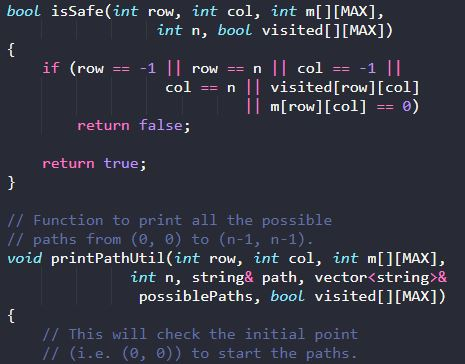 bool isSafe(int row, int col, int m[][MAX],
int n, bool visited[][MAX])
{
if (row == -1 || row == n || col == -1 ||
col == n || visited[row][col]
|| m[row][col] == 0)
return false;
return true;
}
// Function to print all the possible
// paths from (0, 0) to (n-1, n-1).
void printPathUtil(int row, int col, int m[][MAX],
int n, string& path, vector<string>&
possiblePaths, bool visited[][MAX])
{
// This will check the initial point
// (i.e. (0, 0)) to start the paths.